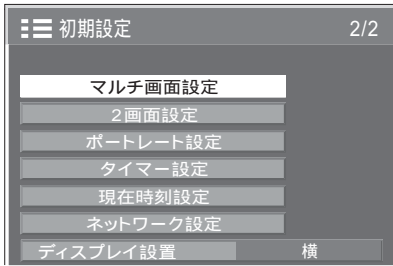 初期設定 2/2
マルチ画面設定
2画面設定
ポートレート設定
タイマー設定
現在時刻設定
ネットワーク設定
ディスプレイ設置 横